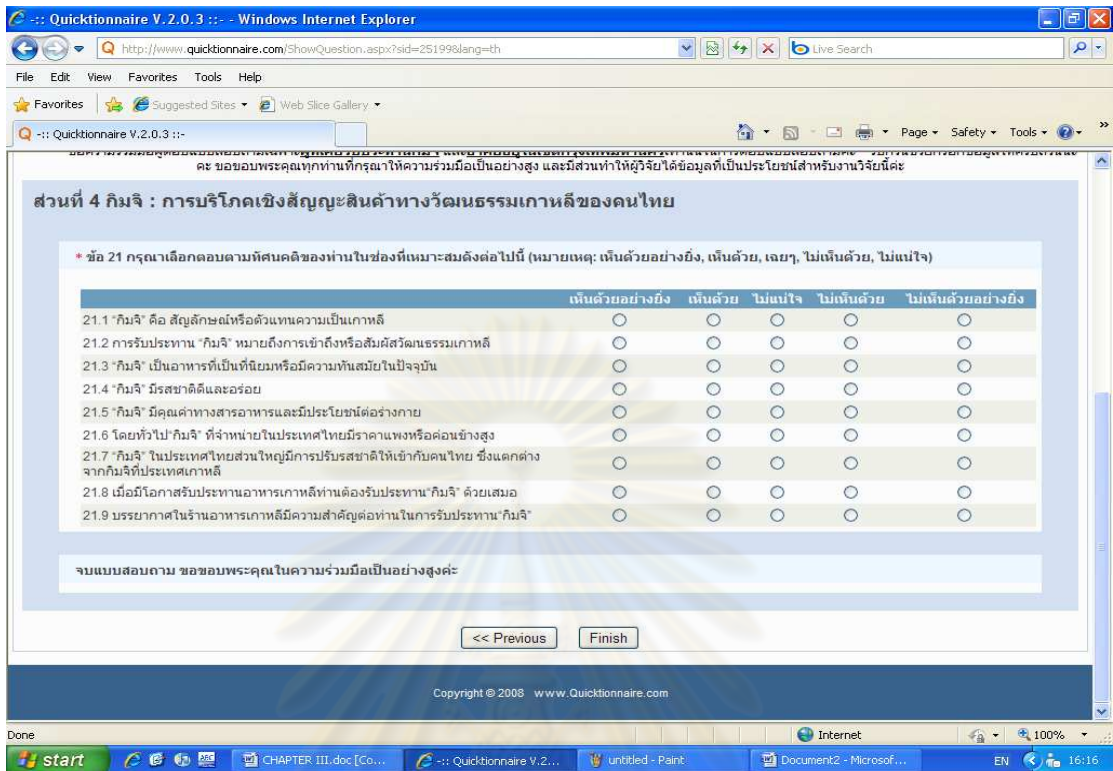 -:: Quicktionnaire V.2.0.3 ::- - Windows Internet Explorer
http://www.quicktionnaire.com/ShowQuestion.aspx?sid=25199&lang=th
Live Search
File Edit View Favorites Tools Help
Favorites Suggested Sites Web Slice Gallery
-:: Quicktionnaire V.2.0.3 ::-
Page Safety Tools
คะ ขอขอบพระคุณทุกท่านที่กรุณาให้ความร่วมมือเป็นอย่างสูง และมีส่วนทำให้ผู้วิจัยได้ข้อมูลที่เป็นประโยชน์สำหรับงานวิจัยนี้ค่ะ
ส่วนที่ 4 กิมจิ : การบริโภคเชิงสัญญะสินค้าทางวัฒนธรรมเกาหลีของคนไทย
* ข้อ 21 กรุณาเลือกตอบตามทัศนคติของท่านในช่องที่เหมาะสมดังต่อไปนี้ (หมายเหตุ: เห็นด้วยอย่างยิ่ง, เห็นด้วย, เฉยๆ, ไม่เห็นด้วย, ไม่แน่ใจ)
เห็นด้วยอย่างยิ่ง เห็นด้วย ไม่แน่ใจ ไม่เห็นด้วย ไม่เห็นด้วยอย่างยิ่ง
21.1 "กิมจิ" คือ สัญลักษณ์หรือตัวแทนความเป็นเกาหลี
21.2 การรับประทาน "กิมจิ" หมายถึงการเข้าถึงหรือสัมผัสวัฒนธรรมเกาหลี
21.3 "กิมจิ" เป็นอาหารที่เป็นที่นิยมหรือมีความทันสมัยในปัจจุบัน
21.4 "กิมจิ" มีรสชาติดีและอร่อย
21.5 "กิมจิ" มีคุณค่าทางสารอาหารและมีประโยชน์ต่อร่างกาย
21.6 โดยทั่วไป"กิมจิ" ที่จำหน่ายในประเทศไทยมีราคาแพงหรือค่อนข้างสูง
21.7 "กิมจิ" ในประเทศไทยส่วนใหญ่มีการปรับรสชาติให้เข้ากับคนไทย ซึ่งแตกต่าง
จากกิมจิที่ประเทศเกาหลี
21.8 เมื่อมีโอกาสรับประทานอาหารเกาหลีท่านต้องรับประทาน"กิมจิ" ด้วยเสมอ
21.9 บรรยากาศในร้านอาหารเกาหลีมีความสำคัญต่อท่านในการรับประทาน"กิมจิ"
จบแบบสอบถาม ขอขอบพระคุณในความร่วมมือเป็นอย่างสูงค่ะ
<< Previous Finish
Copyright © 2008 www.Quicktionnaire.com
Done Internet 100%
start CHAPTER III.doc [Co... -:: Quicktionnaire V.2... untitled - Paint Document2 - Microsof... EN 16:16